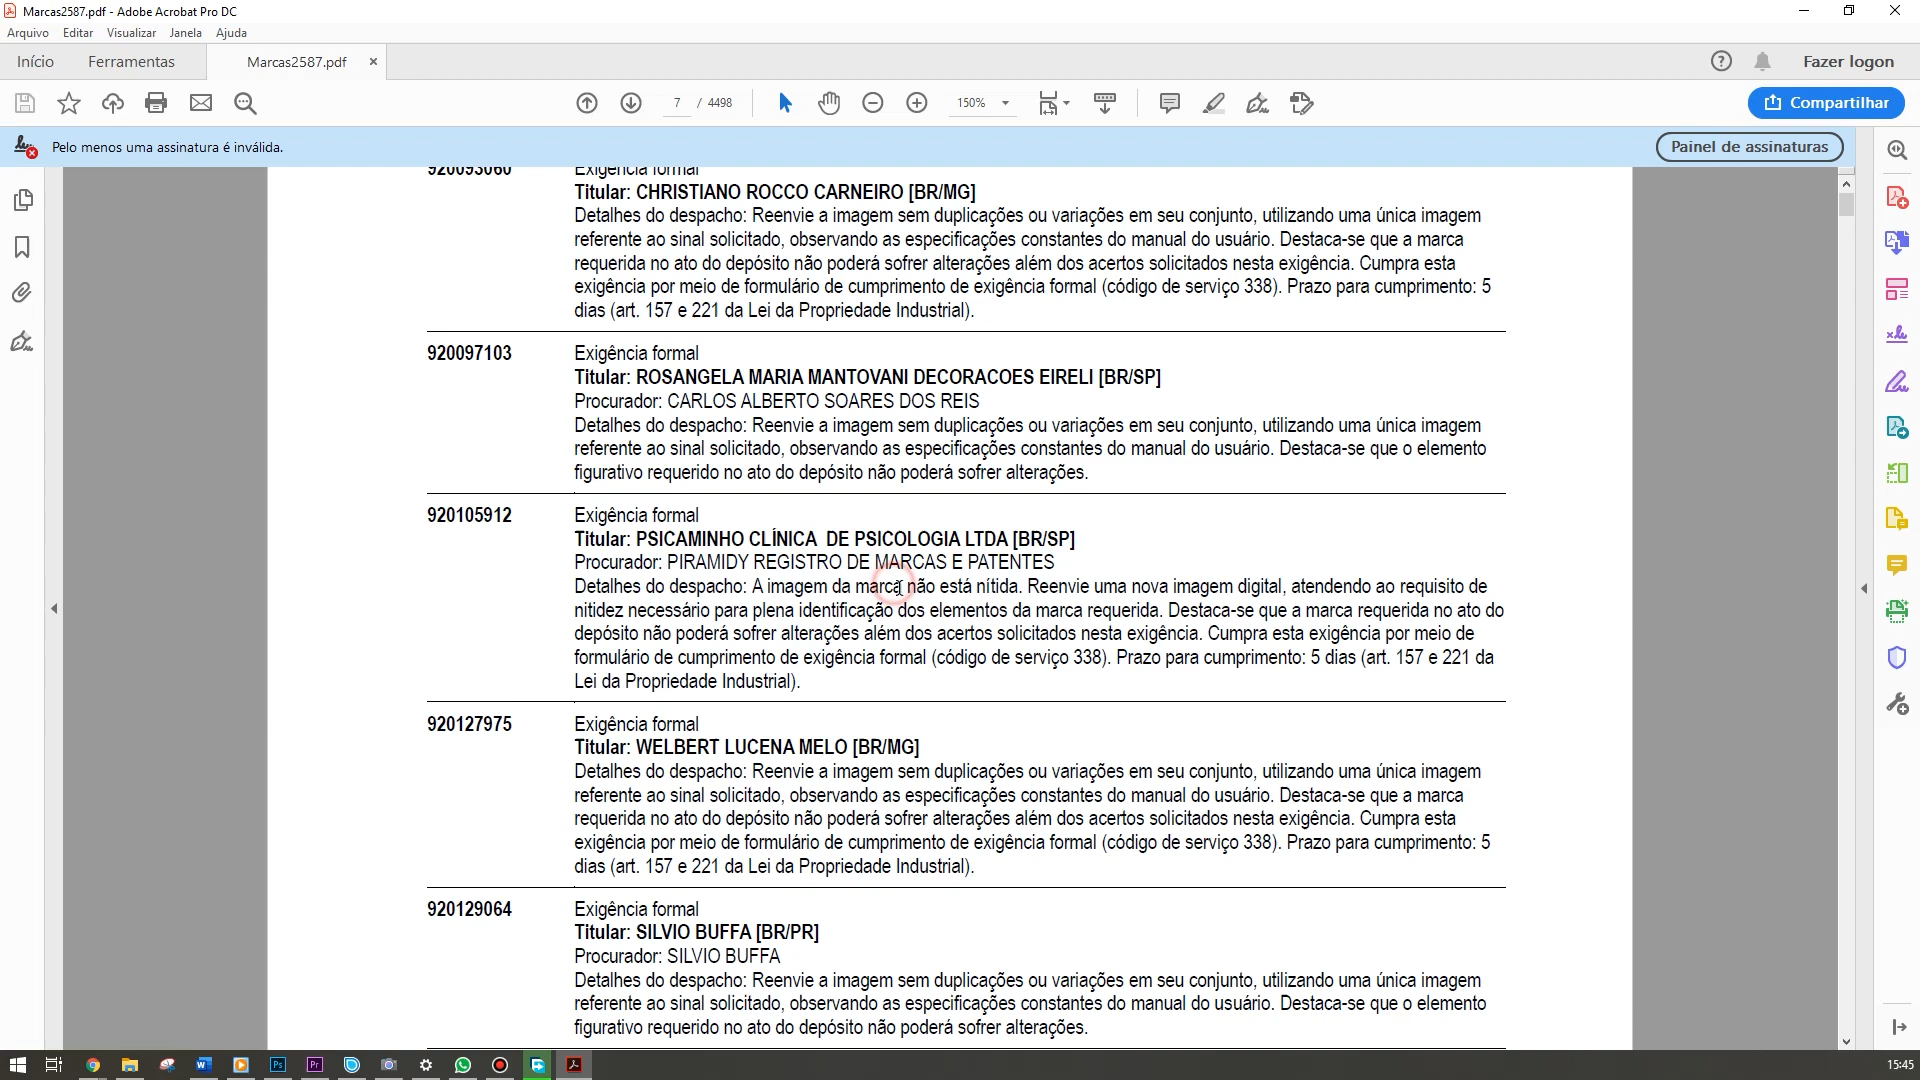 Marcas2587.pdf - Adobe Acrobat Pro DC
Arquivo Editar Visualizar Janela Ajuda
Início Ferramentas Marcas2587.pdf Fazer logon
7 / 4498 150% Compartilhar
Pelo menos uma assinatura é inválida. Painel de assinaturas
920093060 Exigência formal
Titular: CHRISTIANO ROCCO CARNEIRO [BR/MG]
Detalhes do despacho: Reenvie a imagem sem duplicações ou variações em seu conjunto, utilizando uma única imagem
referente ao sinal solicitado, observando as especificações constantes do manual do usuário. Destaca-se que a marca
requerida no ato do depósito não poderá sofrer alterações além dos acertos solicitados nesta exigência. Cumpra esta
exigência por meio de formulário de cumprimento de exigência formal (código de serviço 338). Prazo para cumprimento: 5
dias (art. 157 e 221 da Lei da Propriedade Industrial).
920097103 Exigência formal
Titular: ROSANGELA MARIA MANTOVANI DECORACOES EIRELI [BR/SP]
Procurador: CARLOS ALBERTO SOARES DOS REIS
Detalhes do despacho: Reenvie a imagem sem duplicações ou variações em seu conjunto, utilizando uma única imagem
referente ao sinal solicitado, observando as especificações constantes do manual do usuário. Destaca-se que o elemento
figurativo requerido no ato do depósito não poderá sofrer alterações.
920105912 Exigência formal
Titular: PSICAMINHO CLÍNICA DE PSICOLOGIA LTDA [BR/SP]
Procurador: PIRAMIDY REGISTRO DE MARCAS E PATENTES
Detalhes do despacho: A imagem da marca não está nítida. Reenvie uma nova imagem digital, atendendo ao requisito de
nitidez necessário para plena identificação dos elementos da marca requerida. Destaca-se que a marca requerida no ato do
depósito não poderá sofrer alterações além dos acertos solicitados nesta exigência. Cumpra esta exigência por meio de
formulário de cumprimento de exigência formal (código de serviço 338). Prazo para cumprimento: 5 dias (art. 157 e 221 da
Lei da Propriedade Industrial).
920127975 Exigência formal
Titular: WELBERT LUCENA MELO [BR/MG]
Detalhes do despacho: Reenvie a imagem sem duplicações ou variações em seu conjunto, utilizando uma única imagem
referente ao sinal solicitado, observando as especificações constantes do manual do usuário. Destaca-se que a marca
requerida no ato do depósito não poderá sofrer alterações além dos acertos solicitados nesta exigência. Cumpra esta
exigência por meio de formulário de cumprimento de exigência formal (código de serviço 338). Prazo para cumprimento: 5
dias (art. 157 e 221 da Lei da Propriedade Industrial).
920129064 Exigência formal
Titular: SILVIO BUFFA [BR/PR]
Procurador: SILVIO BUFFA
Detalhes do despacho: Reenvie a imagem sem duplicações ou variações em seu conjunto, utilizando uma única imagem
referente ao sinal solicitado, observando as especificações constantes do manual do usuário. Destaca-se que o elemento
figurativo requerido no ato do depósito não poderá sofrer alterações.
15:45